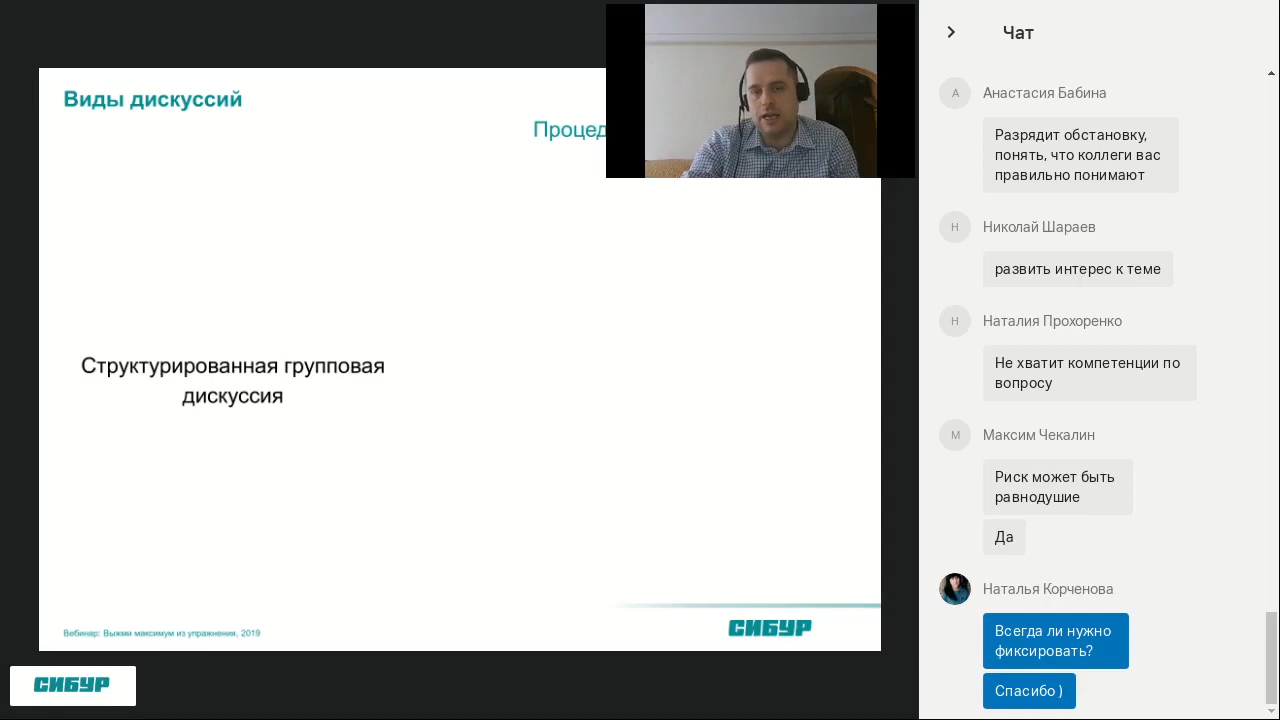 Виды дискуссий
Процед
Структурированная групповая
дискуссия
Вебинар: Выжми максимум из упражнения, 2019
СИБУР
СИБУР
Чат
А
Анастасия Бабина
Разрядит обстановку,
понять, что коллеги вас
правильно понимают
Н
Николай Шараев
развить интерес к теме
Н
Наталия Прохоренко
Не хватит компетенции по
вопросу
М
Максим Чекалин
Риск может быть
равнодушие
Да
Наталья Корченова
Всегда ли нужно
фиксировать?
Спасибо )